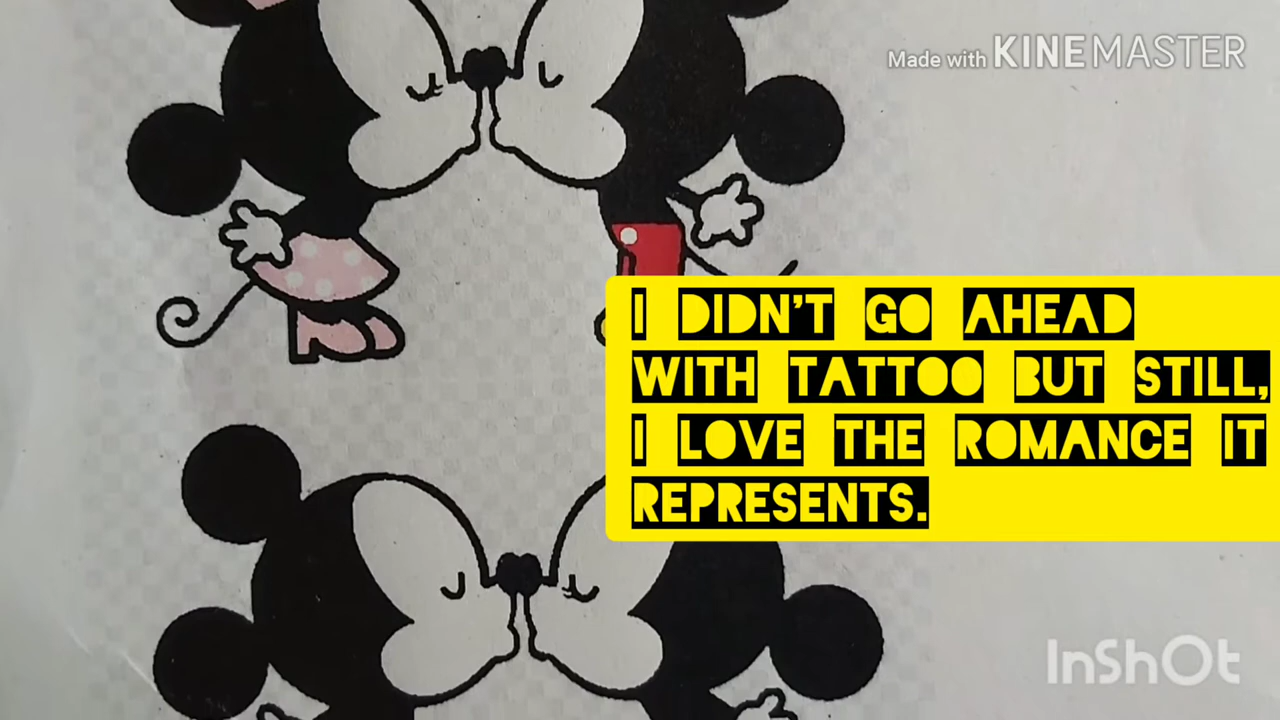 Made with KINEMASTER
I DIDN'T GO AHEAD
WITH TATTOO BUT STILL,
I LOVE THE ROMANCE IT
REPRESENTS.
InShOt